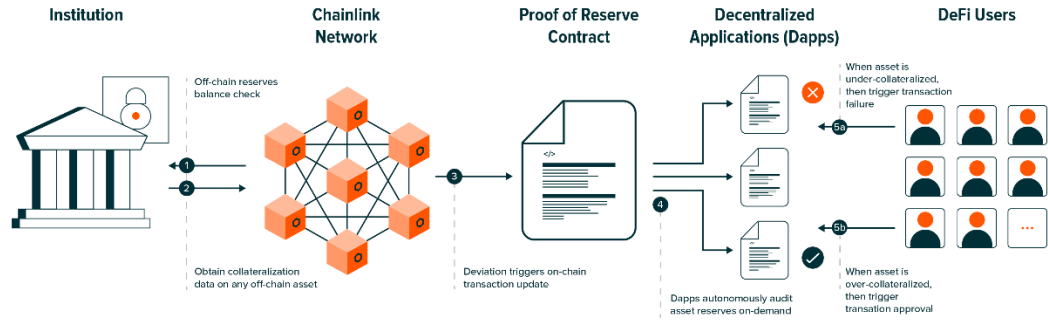 Institution
Chainlink
Network
Proof of Reserve
Contract
Decentralized
Applications (Dapps)
DeFi Users
Off-chain reserves
balance check
1
2
Obtain collateralization
data on any off-chain asset
3
Deviation triggers on-chain
transaction update
</>
4
Dapps autonomously audit
asset reserves on-demand
When asset is
under-collateralized,
then trigger transaction
failure
5a
5b
When asset is
over-collateralized,
then trigger
transation approval
...